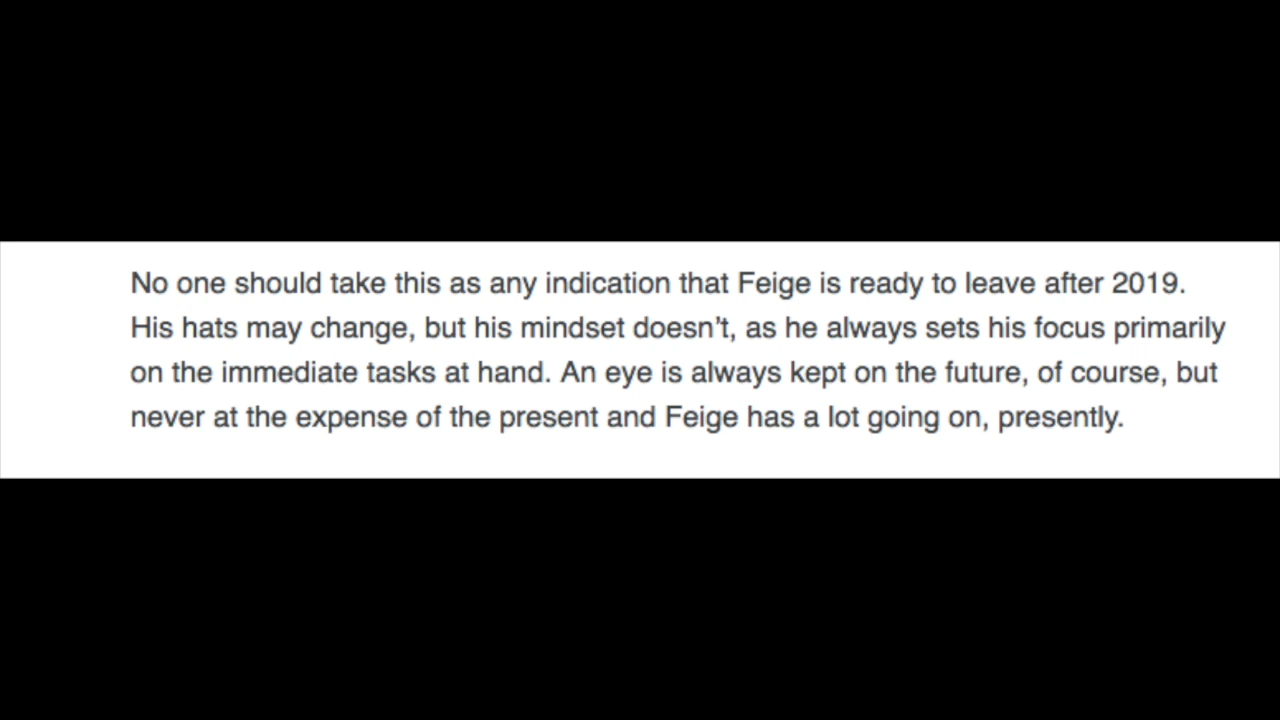 No one should take this as any indication that Feige is ready to leave after 2019.
His hats may change, but his mindset doesn’t, as he always sets his focus primarily
on the immediate tasks at hand. An eye is always kept on the future, of course, but
never at the expense of the present and Feige has a lot going on, presently.